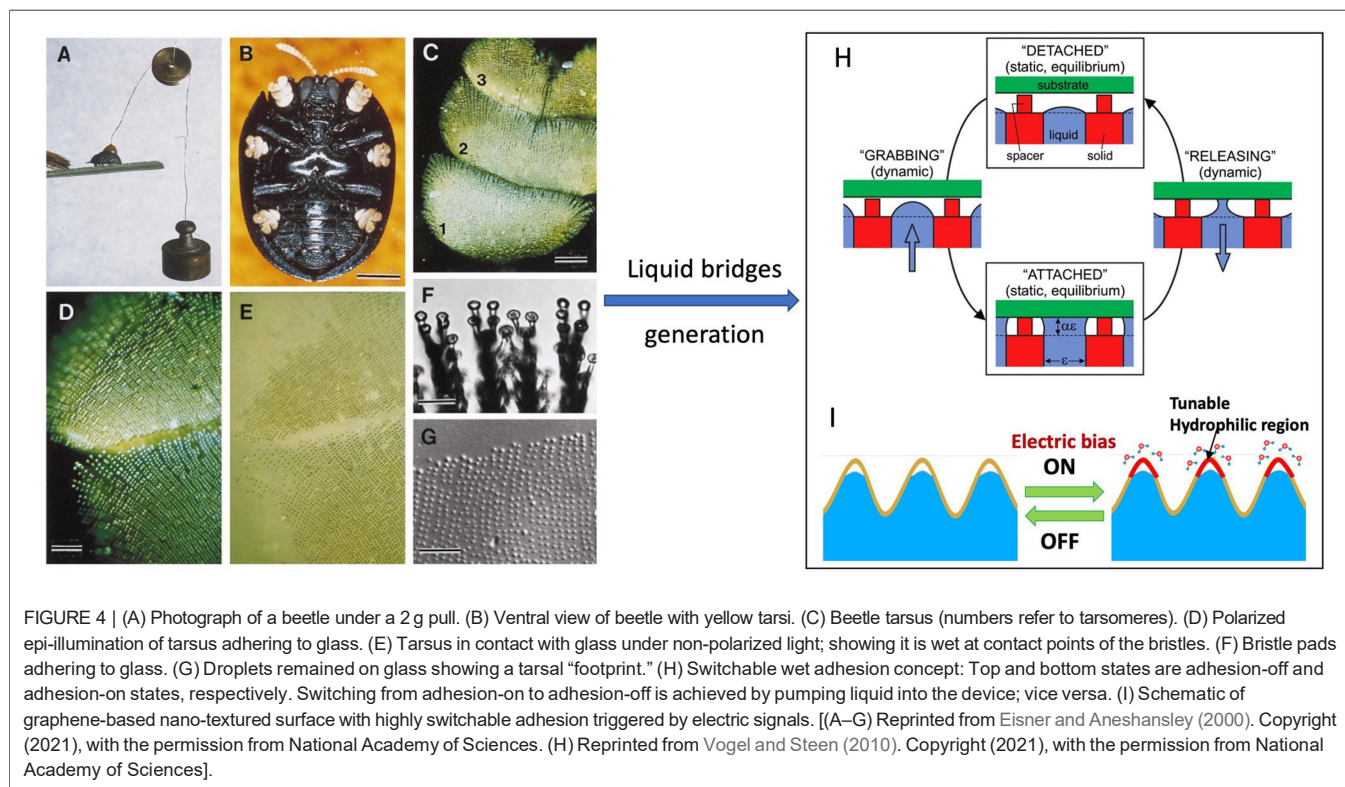 A
B
C
3
2
1
D
E
F
G
Liquid bridges
generation
H
"DETACHED"
(static, equilibrium)
substrate
liquid
spacer
solid
"GRABBING"
(dynamic)
"RELEASING"
(dynamic)
"ATTACHED"
(static, equilibrium)
αε
ε
I
Electric bias
ON
OFF
Tunable
Hydrophilic region
FIGURE 4 | (A) Photograph of a beetle under a 2 g pull. (B) Ventral view of beetle with yellow tarsi. (C) Beetle tarsus (numbers refer to tarsomeres). (D) Polarized
epi-illumination of tarsus adhering to glass. (E) Tarsus in contact with glass under non-polarized light; showing it is wet at contact points of the bristles. (F) Bristle pads
adhering to glass. (G) Droplets remained on glass showing a tarsal “footprint.” (H) Switchable wet adhesion concept: Top and bottom states are adhesion-off and
adhesion-on states, respectively. Switching from adhesion-on to adhesion-off is achieved by pumping liquid into the device; vice versa. (I) Schematic of
graphene-based nano-textured surface with highly switchable adhesion triggered by electric signals. [(A–G) Reprinted from Eisner and Aneshansley (2000). Copyright
(2021), with the permission from National Academy of Sciences. (H) Reprinted from Vogel and Steen (2010). Copyright (2021), with the permission from National
Academy of Sciences].